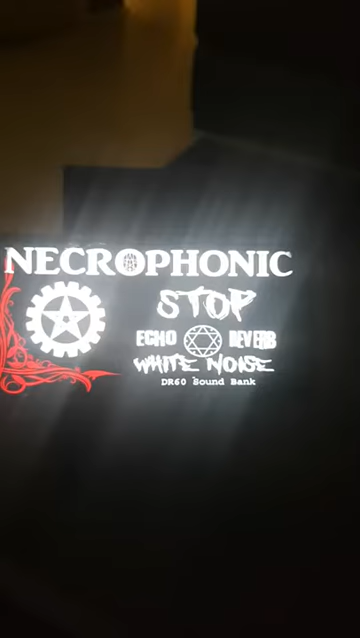 NECROPHONIC
STOP
ECHO REVERB
WHITE NOISE
DR60 Sound Bank